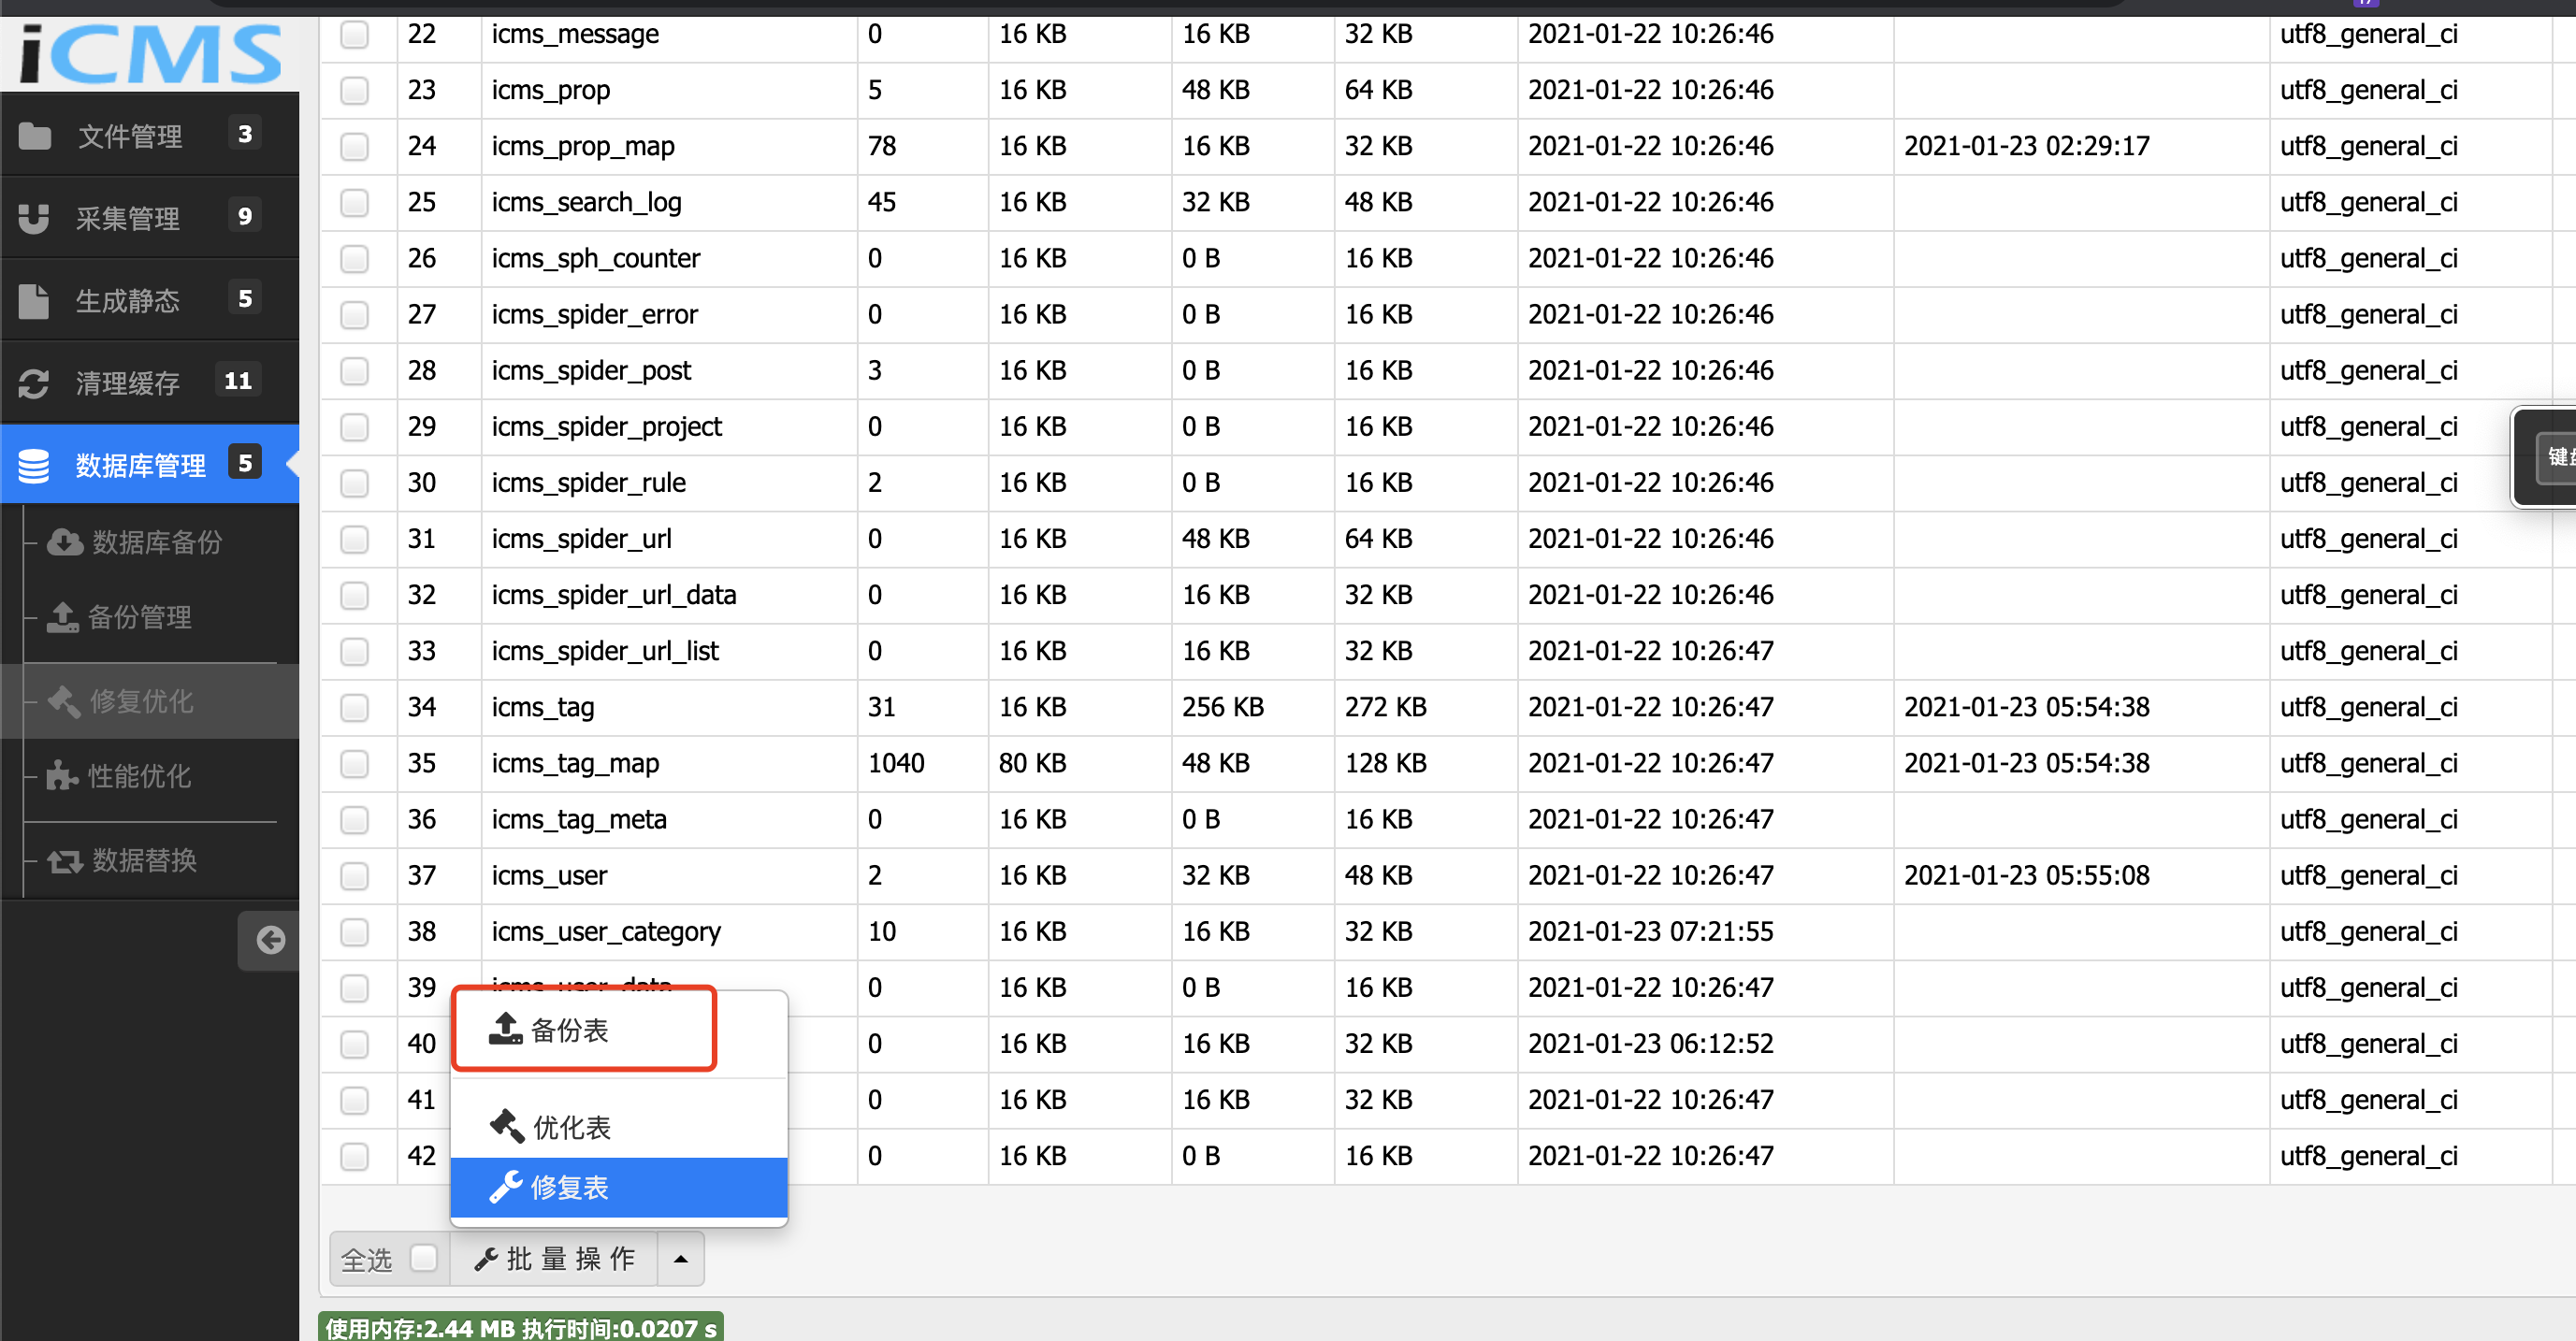 iCMS
文件管理 3
采集管理 9
生成静态 5
清理缓存 11
数据库管理 5
数据库备份
备份管理
修复优化
性能优化
数据替换
22 icms_message 0 16 KB 16 KB 32 KB 2021-01-22 10:26:46 utf8_general_ci
23 icms_prop 5 16 KB 48 KB 64 KB 2021-01-22 10:26:46 utf8_general_ci
24 icms_prop_map 78 16 KB 16 KB 32 KB 2021-01-22 10:26:46 2021-01-23 02:29:17 utf8_general_ci
25 icms_search_log 45 16 KB 32 KB 48 KB 2021-01-22 10:26:46 utf8_general_ci
26 icms_sph_counter 0 16 KB 0 B 16 KB 2021-01-22 10:26:46 utf8_general_ci
27 icms_spider_error 0 16 KB 0 B 16 KB 2021-01-22 10:26:46 utf8_general_ci
28 icms_spider_post 3 16 KB 0 B 16 KB 2021-01-22 10:26:46 utf8_general_ci
29 icms_spider_project 0 16 KB 0 B 16 KB 2021-01-22 10:26:46 utf8_general_ci
30 icms_spider_rule 2 16 KB 0 B 16 KB 2021-01-22 10:26:46 utf8_general_ci
31 icms_spider_url 0 16 KB 48 KB 64 KB 2021-01-22 10:26:46 utf8_general_ci
32 icms_spider_url_data 0 16 KB 16 KB 32 KB 2021-01-22 10:26:46 utf8_general_ci
33 icms_spider_url_list 0 16 KB 16 KB 32 KB 2021-01-22 10:26:47 utf8_general_ci
34 icms_tag 31 16 KB 256 KB 272 KB 2021-01-22 10:26:47 2021-01-23 05:54:38 utf8_general_ci
35 icms_tag_map 1040 80 KB 48 KB 128 KB 2021-01-22 10:26:47 2021-01-23 05:54:38 utf8_general_ci
36 icms_tag_meta 0 16 KB 0 B 16 KB 2021-01-22 10:26:47 utf8_general_ci
37 icms_user 2 16 KB 32 KB 48 KB 2021-01-22 10:26:47 2021-01-23 05:55:08 utf8_general_ci
38 icms_user_category 10 16 KB 16 KB 32 KB 2021-01-23 07:21:55 utf8_general_ci
39 icms_user_data 0 16 KB 0 B 16 KB 2021-01-22 10:26:47 utf8_general_ci
40 0 16 KB 16 KB 32 KB 2021-01-23 06:12:52 utf8_general_ci
41 0 16 KB 16 KB 32 KB 2021-01-22 10:26:47 utf8_general_ci
42 0 16 KB 0 B 16 KB 2021-01-22 10:26:47 utf8_general_ci
备份表
优化表
修复表
全选 批量操作
使用内存:2.44 MB 执行时间:0.0207 s